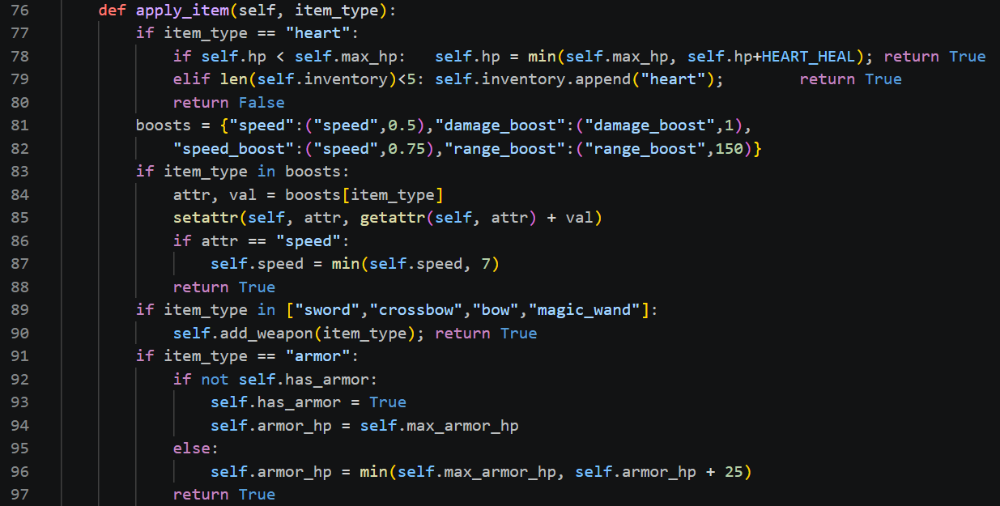 76 def apply_item(self, item_type):
77 if item_type == "heart":
78 if self.hp < self.max_hp:   self.hp = min(self.max_hp, self.hp+HEART_HEAL); return True
79 elif len(self.inventory)<5: self.inventory.append("heart");        return True
80 return False
81 boosts = {"speed":("speed",0.5),"damage_boost":("damage_boost",1),
82 "speed_boost":("speed",0.75),"range_boost":("range_boost",150)}
83 if item_type in boosts:
84 attr, val = boosts[item_type]
85 setattr(self, attr, getattr(self, attr) + val)
86 if attr == "speed":
87 self.speed = min(self.speed, 7)
88 return True
89 if item_type in ["sword","crossbow","bow","magic_wand"]:
90 self.add_weapon(item_type); return True
91 if item_type == "armor":
92 if not self.has_armor:
93 self.has_armor = True
94 self.armor_hp = self.max_armor_hp
95 else:
96 self.armor_hp = min(self.max_armor_hp, self.armor_hp + 25)
97 return True